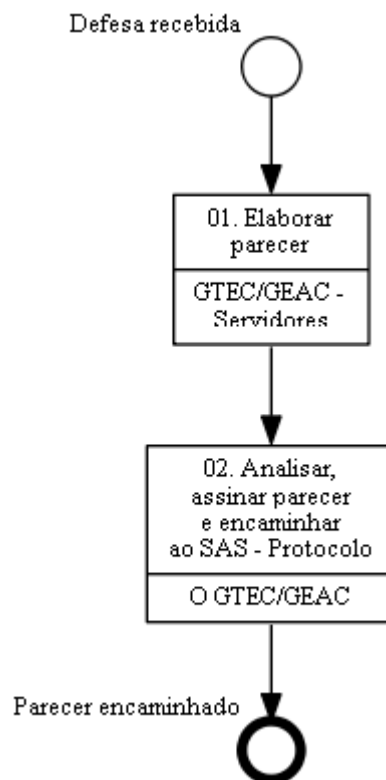 Defesa recebida
01. Elaborar
parecer
GTEC/GEAC -
Servidores
02. Analisar,
assinar parecer
e encaminhar
ao SAS - Protocolo
O GTEC/GEAC
Parecer encaminhado